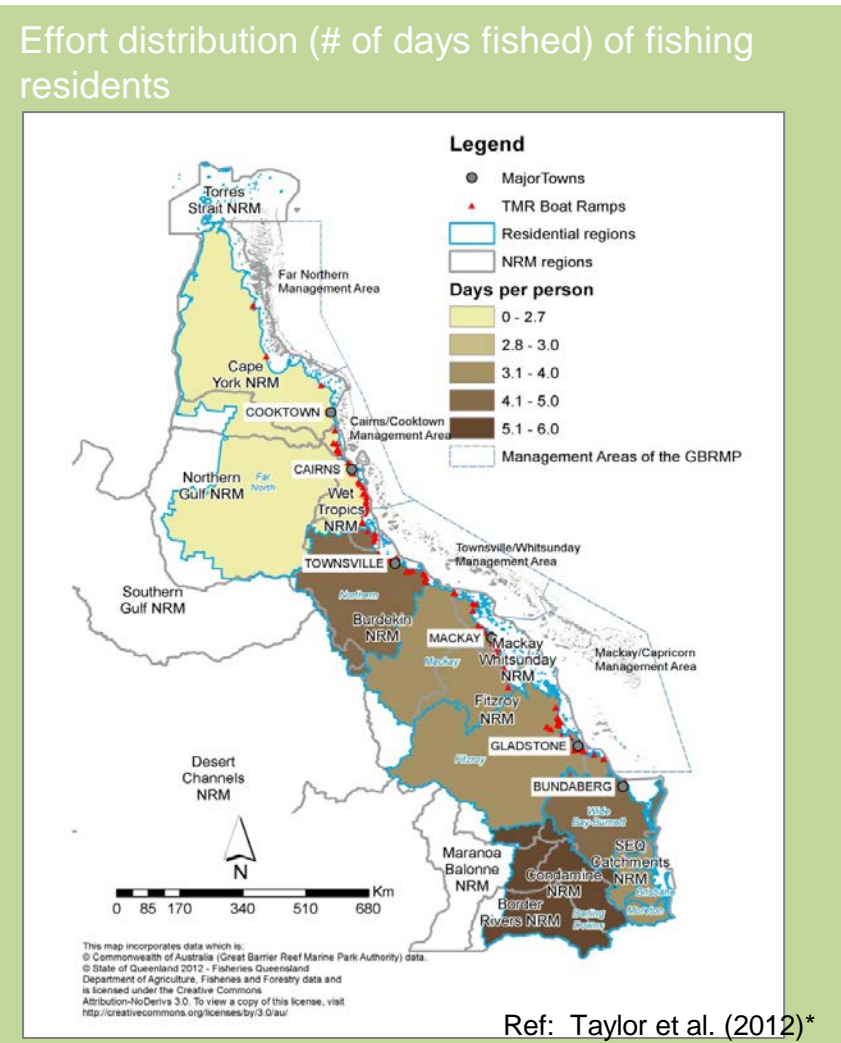 Effort distribution (# of days fished) of fishing
residents
Legend
MajorTowns
TMR Boat Ramps
Residential regions
NRM regions
Days per person
0 - 2.7
2.8 - 3.0
3.1 - 4.0
4.1 - 5.0
5.1 - 6.0
Management Areas of the GBRMP
Torres
Strait NRM
Far Northern
Management Area
Cape
York NRM
COOKTOWN
Cairns/Cooktown
Management Area
CAIRNS
Northern
Gulf NRM
Far
North
Wet
Tropics
NRM
Townsville/Whitsunday
Management Area
TOWNSVILLE
Southern
Gulf NRM
Northern
Burdekin
NRM
MACKAY
Mackay
Whitsunday
NRM
Mackay
Mackay/Capricorn
Management Area
Fitzroy
NRM
GLADSTONE
Fitzroy
Desert
Channels
NRM
BUNDABERG
Wide
Bay-Burnett
SEQ
Catchments
NRM
Brisbane
Moreton
Maranoa
Balonne
NRM
Condamine
NRM
Border
Rivers NRM
Darling
Downs
N
Km
0 85 170 340 510 680
This map incorporates data which is:
© Commonwealth of Australia (Great Barrier Reef Marine Park Authority) data.
© State of Queenland 2012 - Fisheries Queensland
Department of Agriculture, Fisheries and Forestry data and
is licensed under the Creative Commons
Attribution-NoDerivs 3.0. To view a copy of this license, visit
http://creativecommons.org/licenses/by/3.0/au/
Ref: Taylor et al. (2012)*